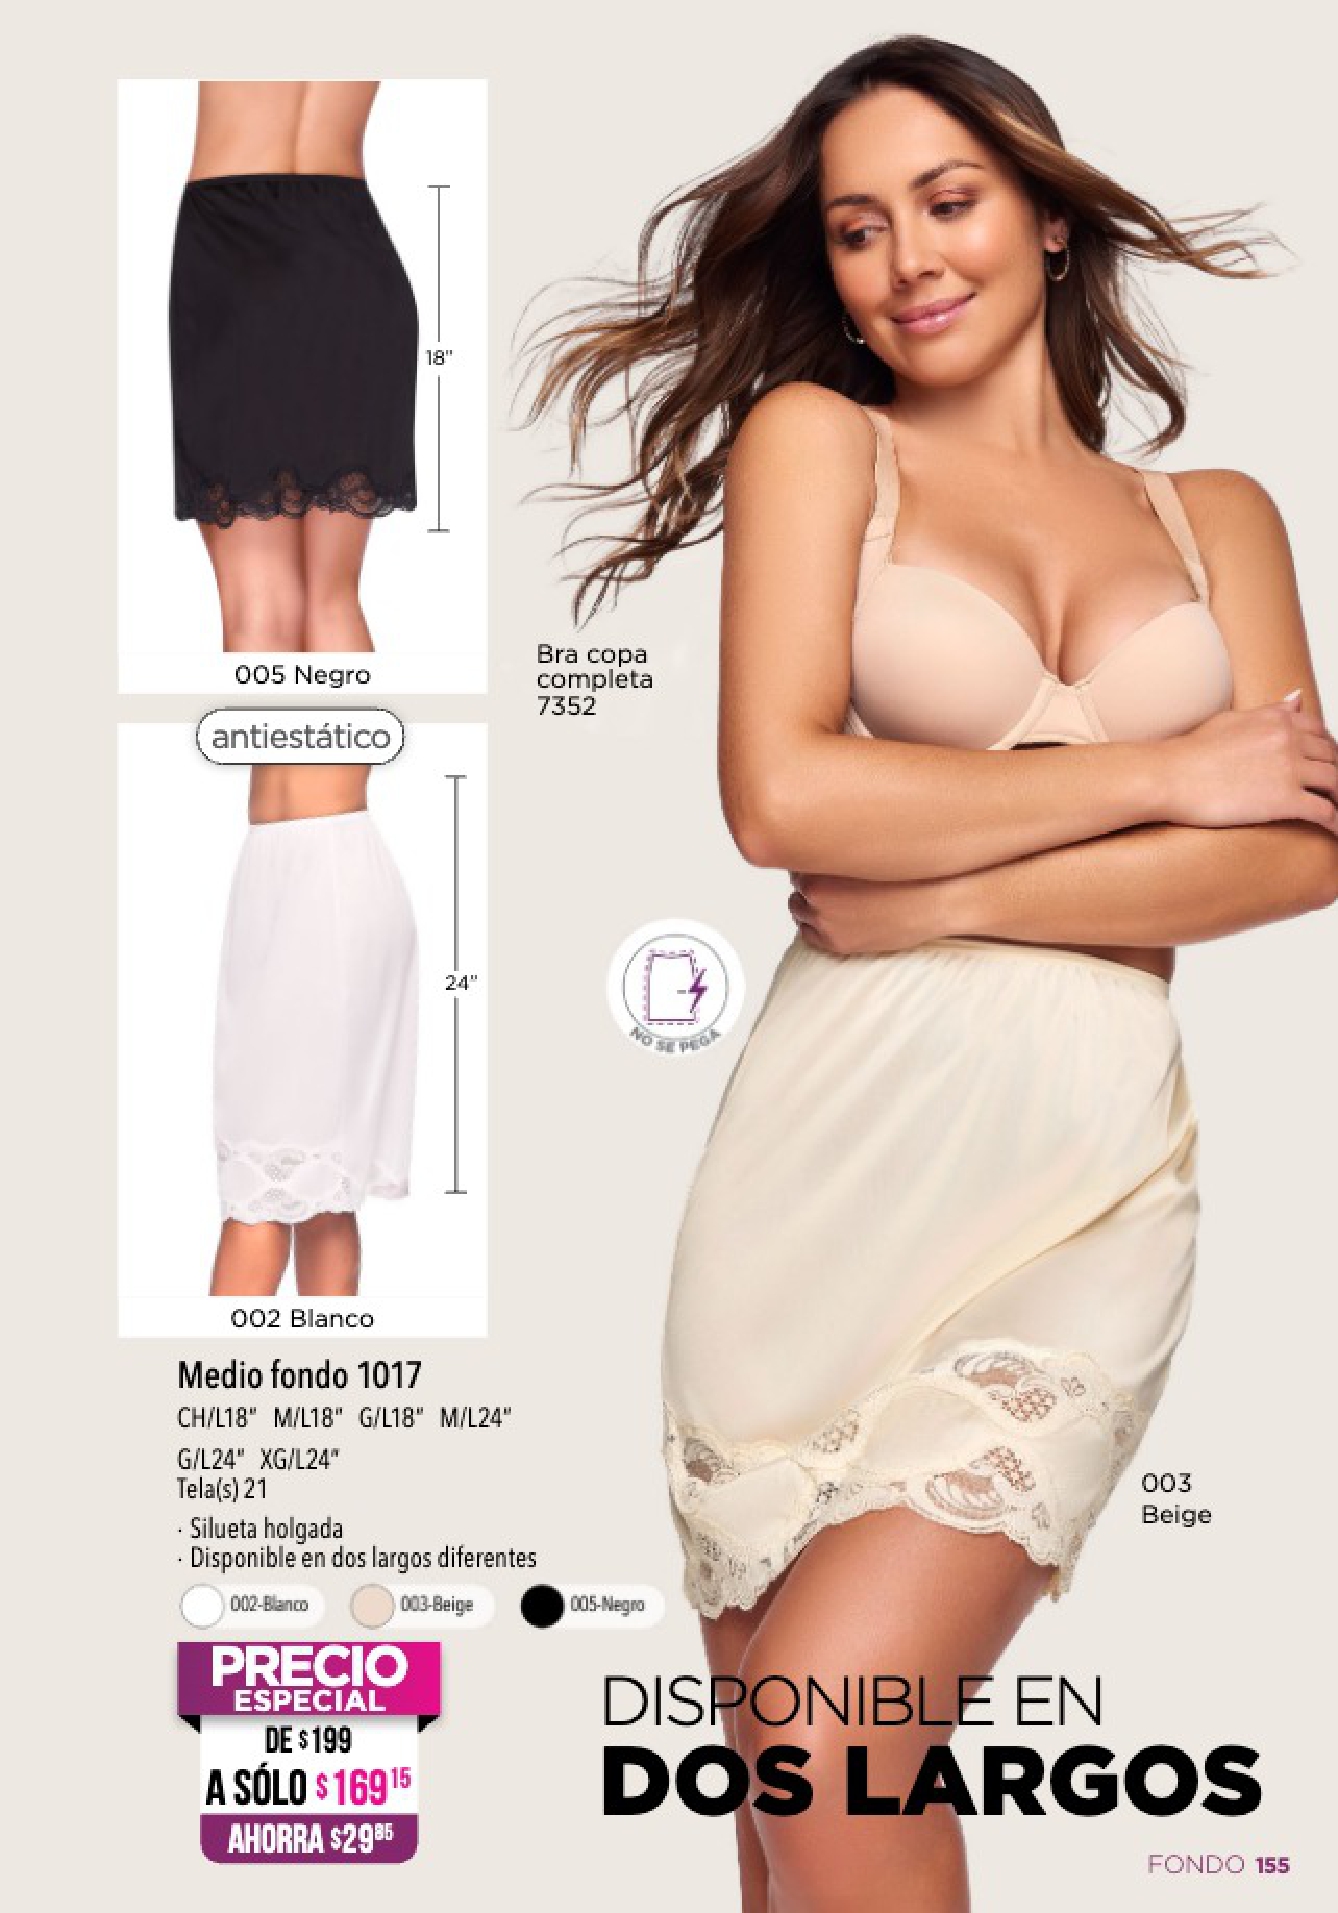 18"
005 Negro
Bra copa
completa
7352
antiestático
24"
NO SE PEGA
002 Blanco
Medio fondo 1017
CH/L18" M/L18" G/L18" M/L24"
G/L24" XG/L24"
Tela(s) 21
· Silueta holgada
· Disponible en dos largos diferentes
002-Blanco 003-Beige 005-Negro
003
Beige
PRECIO
ESPECIAL
DE $199
A SÓLO $169 15
AHORRA $29 85
DISPONIBLE EN
DOS LARGOS
FONDO 155